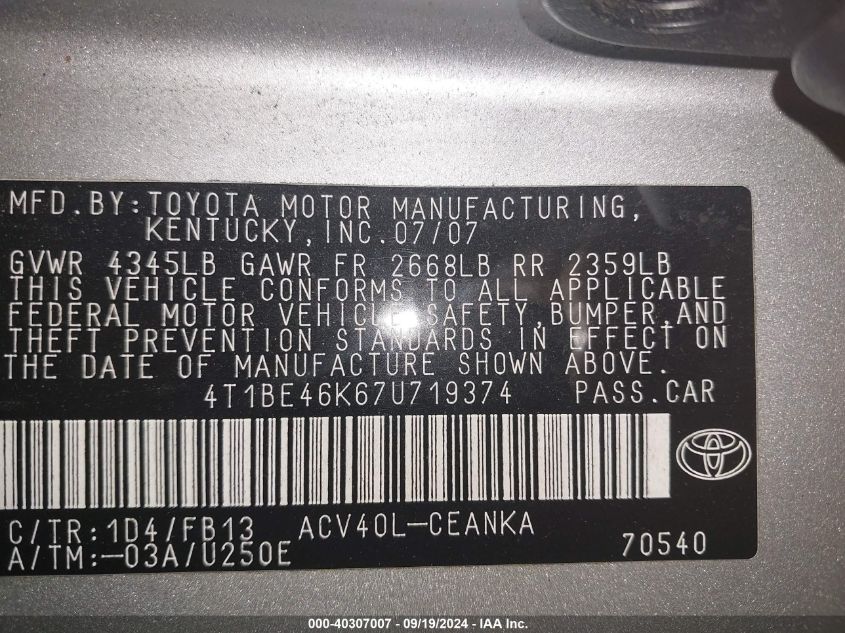 MFD.BY:TOYOTA MOTOR MANUFACTURING,
KENTUCKY,INC.07/07
GVWR 4345LB GAWR FR 2668LB RR 2359LB
THIS VEHICLE CONFORMS TO ALL APPLICABLE
FEDERAL MOTOR VEHICLE SAFETY,BUMPER,AND
THEFT PREVENTION STANDARDS IN EFFECT ON
THE DATE OF MANUFACTURE SHOWN ABOVE.
4T1BE46K67U719374 PASS.CAR
C/TR:1D4/FB13 ACV40L-CEANKA
A/TM:-03A/U250E 70540
000-40307007 - 09/19/2024 - IAA Inc.